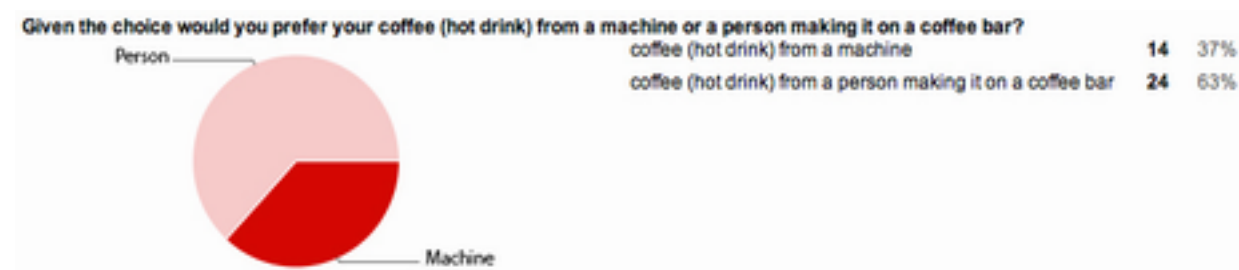 Given the choice would you prefer your coffee (hot drink) from a machine or a person making it on a coffee bar?
coffee (hot drink) from a machine 14 37%
Person
coffee (hot drink) from a person making it on a coffee bar 24 63%
Machine